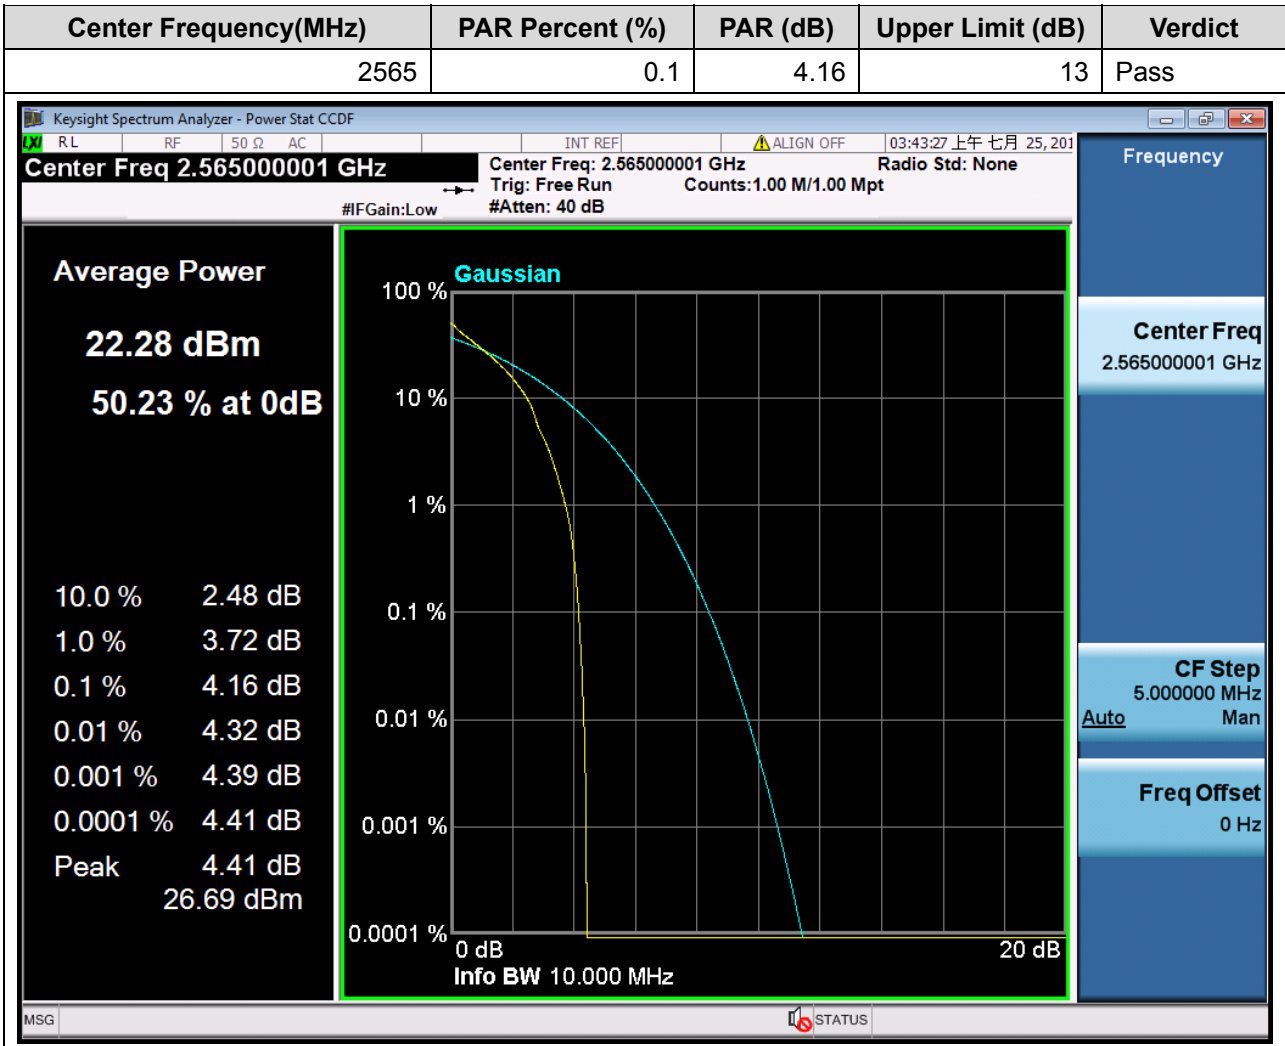 Center Frequency(MHz) PAR Percent (%) PAR (dB) Upper Limit (dB) Verdict
2565 0.1 4.16 13 Pass
Keysight Spectrum Analyzer - Power Stat CCDF
LXI RL RF 50 Ω AC INT REF ALIGN OFF 03:43:27 上午 七月 25, 201
Center Freq 2.565000001 GHz
Center Freq: 2.565000001 GHz Radio Std: None
Trig: Free Run Counts:1.00 M/1.00 Mpt
#IFGain:Low #Atten: 40 dB
Frequency
Average Power
22.28 dBm
50.23 % at 0dB
10.0 % 2.48 dB
1.0 % 3.72 dB
0.1 % 4.16 dB
0.01 % 4.32 dB
0.001 % 4.39 dB
0.0001 % 4.41 dB
Peak 4.41 dB
26.69 dBm
Gaussian
100 %
10 %
1 %
0.1 %
0.01 %
0.001 %
0.0001 %
0 dB 20 dB
Info BW 10.000 MHz
Center Freq
2.565000001 GHz
CF Step
5.000000 MHz
Auto Man
Freq Offset
0 Hz
MSG STATUS